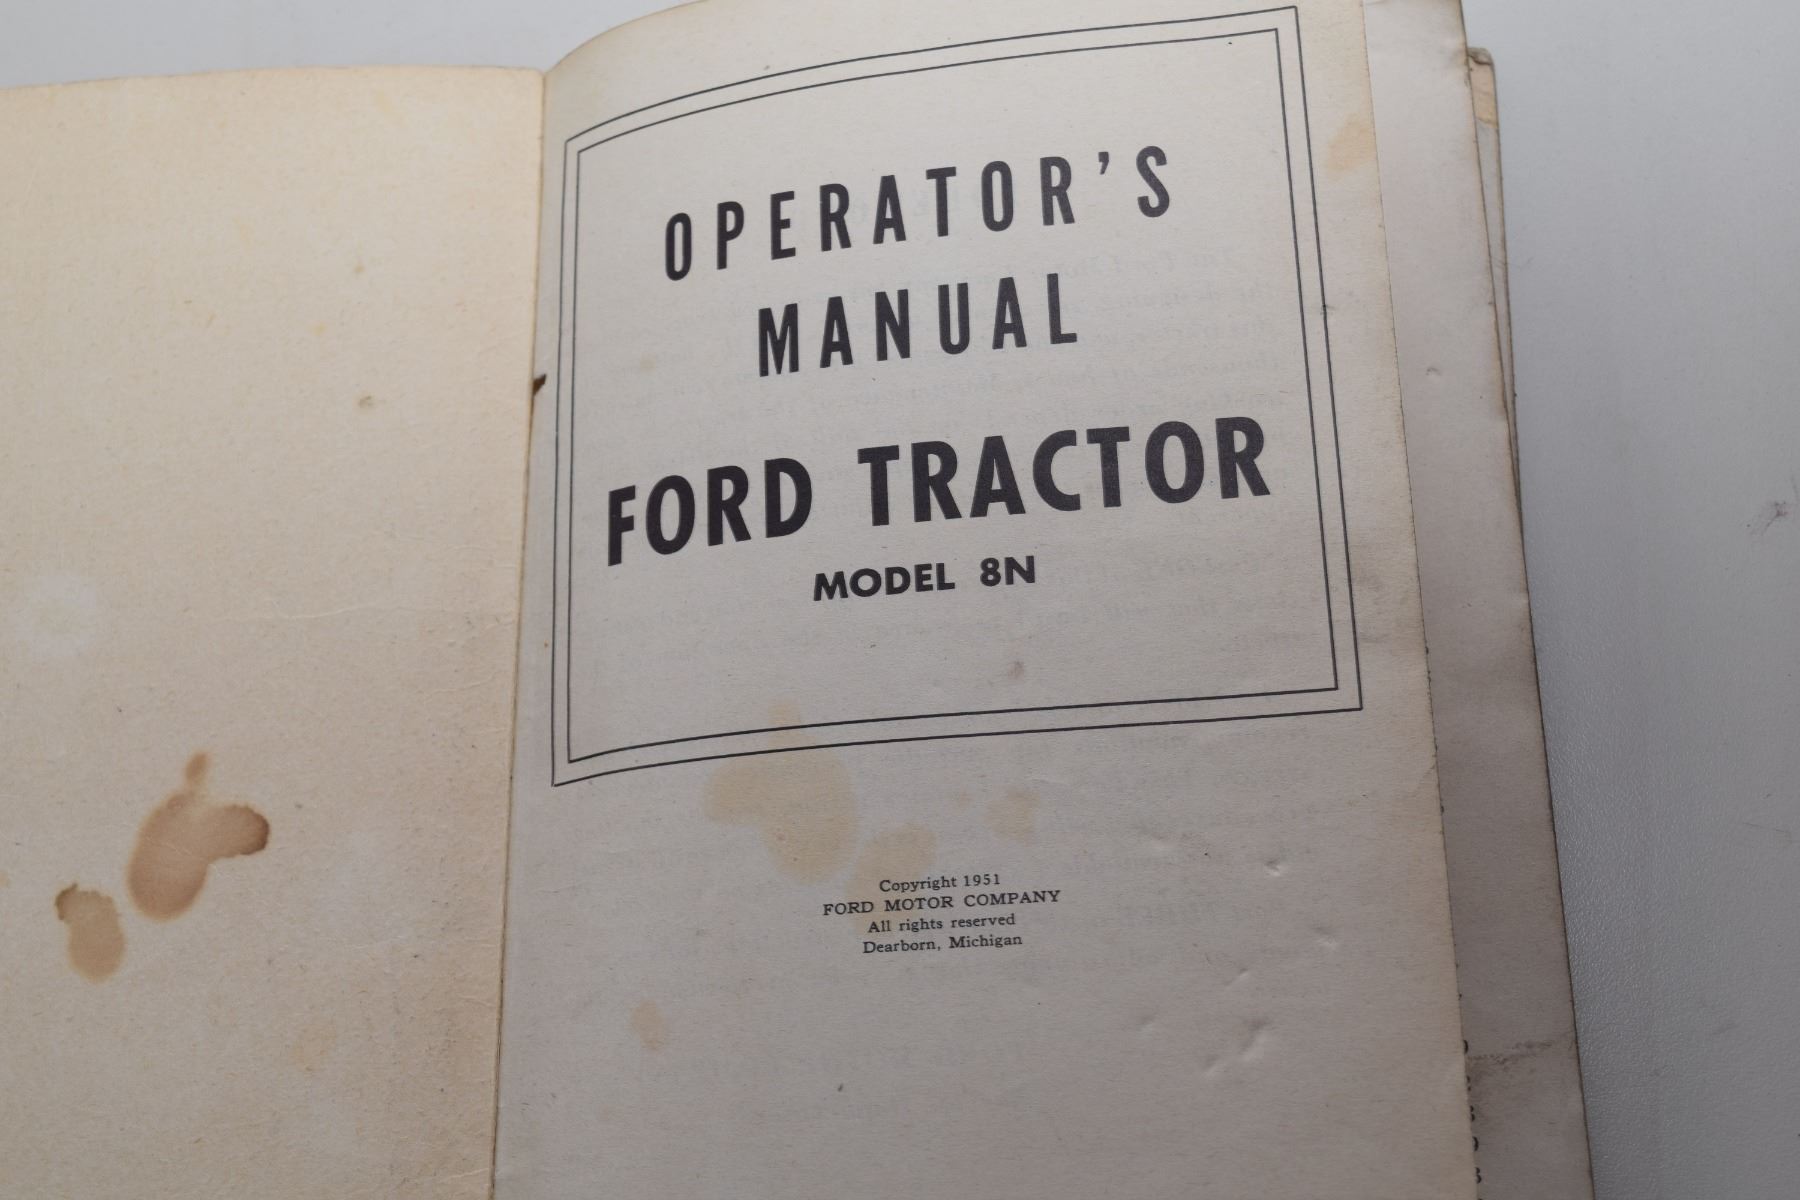 OPERATOR'S
MANUAL
FORD TRACTOR
MODEL 8N
Copyright 1951
FORD MOTOR COMPANY
All rights reserved
Dearborn, Michigan